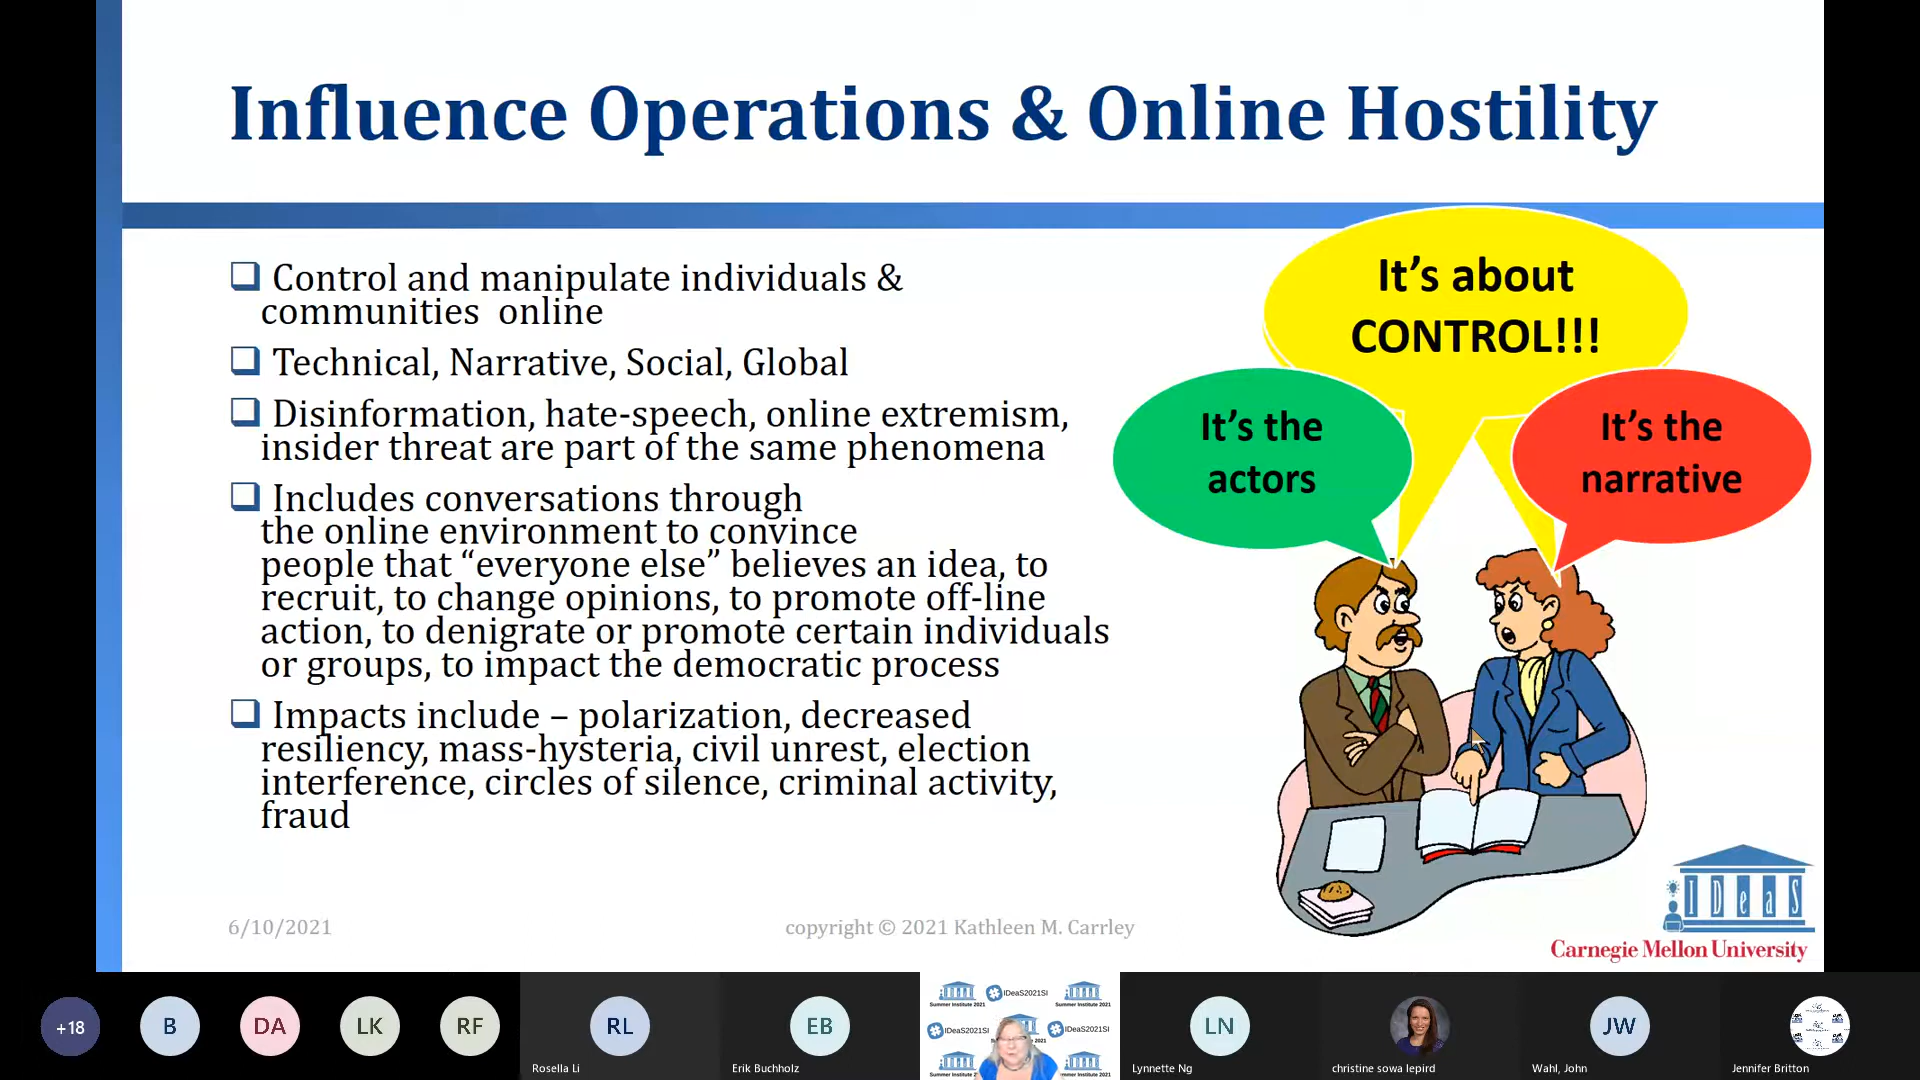 Influence Operations & Online Hostility
Control and manipulate individuals &
communities  online
Technical, Narrative, Social, Global
Disinformation, hate-speech, online extremism,
insider threat are part of the same phenomena
Includes conversations through
the online environment to convince
people that “everyone else” believes an idea, to
recruit, to change opinions, to promote off-line
action, to denigrate or promote certain individuals
or groups, to impact the democratic process
Impacts include – polarization, decreased
resiliency, mass-hysteria, civil unrest, election
interference, circles of silence, criminal activity,
fraud
It’s about
CONTROL!!!
It’s the
actors
It’s the
narrative
IDeaS
Carnegie Mellon University
6/10/2021
copyright © 2021 Kathleen M. Carrley
+18
B
DA
LK
RF
RL
Rosella Li
EB
Erik Buchholz
Summer Institute 2021
IDeaS2021SI
Summer Institute 2021
IDeaS2021SI
IDeaS2021SI
LN
Lynnette Ng
christine sowa lepird
JW
Wahl, John
Jennifer Britton